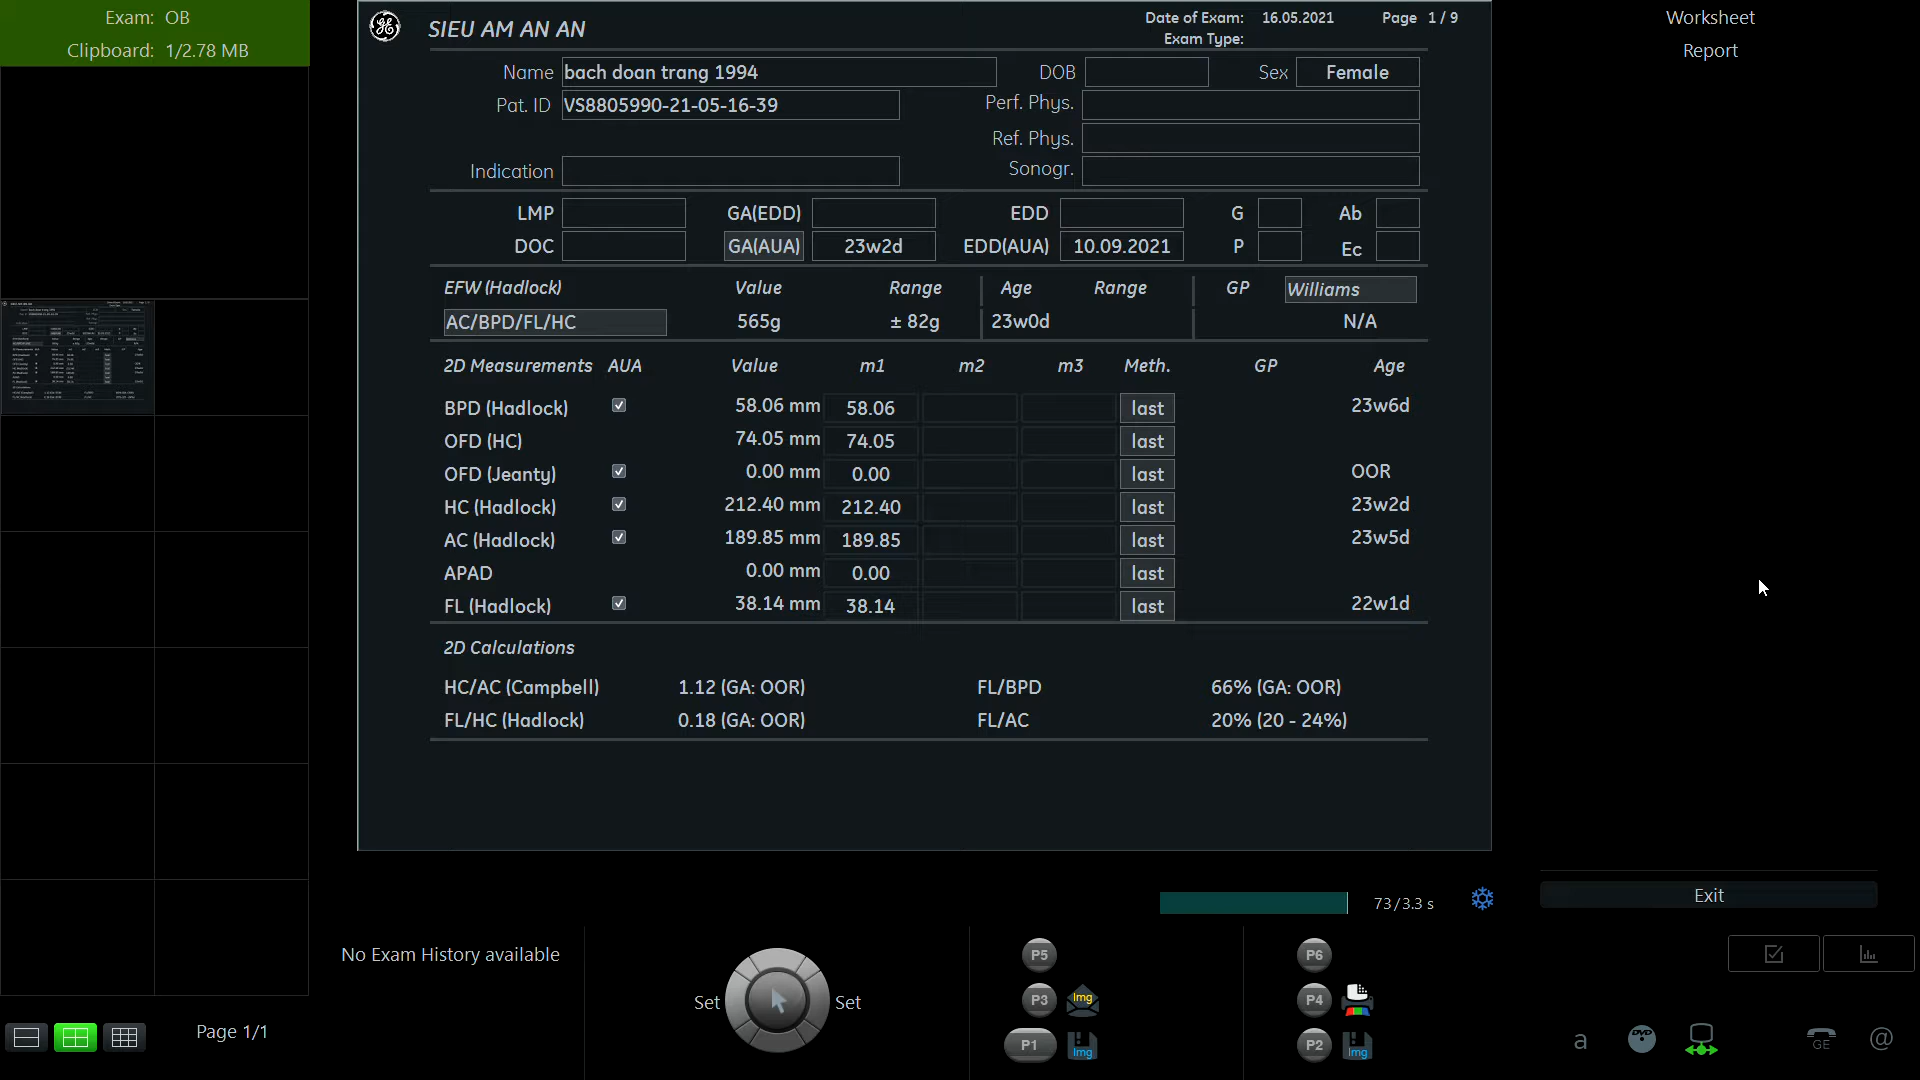 Exam: OB
Clipboard: 1/2.78 MB
SIEU AM AN AN
Date of Exam: 16.05.2021 Page 1 / 9
Exam Type:
Name bach doan trang 1994 DOB Sex Female
Pat. ID VS8805990-21-05-16-39 Perf. Phys.
Ref. Phys.
Indication Sonogr.
LMP GA(EDD) EDD G Ab
DOC GA(AUA) 23w2d EDD(AUA) 10.09.2021 P Ec
EFW (Hadlock) Value Range Age Range GP Williams
AC/BPD/FL/HC 565g ± 82g 23w0d N/A
2D Measurements AUA Value m1 m2 m3 Meth. GP Age
BPD (Hadlock) 58.06 mm 58.06 last 23w6d
OFD (HC) 74.05 mm 74.05 last
OFD (Jeanty) 0.00 mm 0.00 last OOR
HC (Hadlock) 212.40 mm 212.40 last 23w2d
AC (Hadlock) 189.85 mm 189.85 last 23w5d
APAD 0.00 mm 0.00 last
FL (Hadlock) 38.14 mm 38.14 last 22w1d
2D Calculations
HC/AC (Campbell) 1.12 (GA: OOR) FL/BPD 66% (GA: OOR)
FL/HC (Hadlock) 0.18 (GA: OOR) FL/AC 20% (20 - 24%)
Worksheet
Report
73/3.3 s
Exit
No Exam History available
Set Set
P5
P3 Img
P1 Img
P6
P4
P2 Img
Page 1/1
a DVD GE @